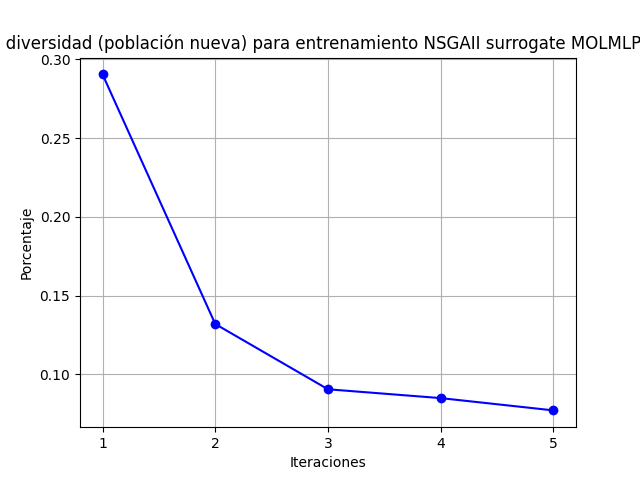 diversidad (población nueva) para entrenamiento NSGAII surrogate MOLMLP
0.30
0.25
0.20
0.15
0.10
Porcentaje
1 2 3 4 5
Iteraciones